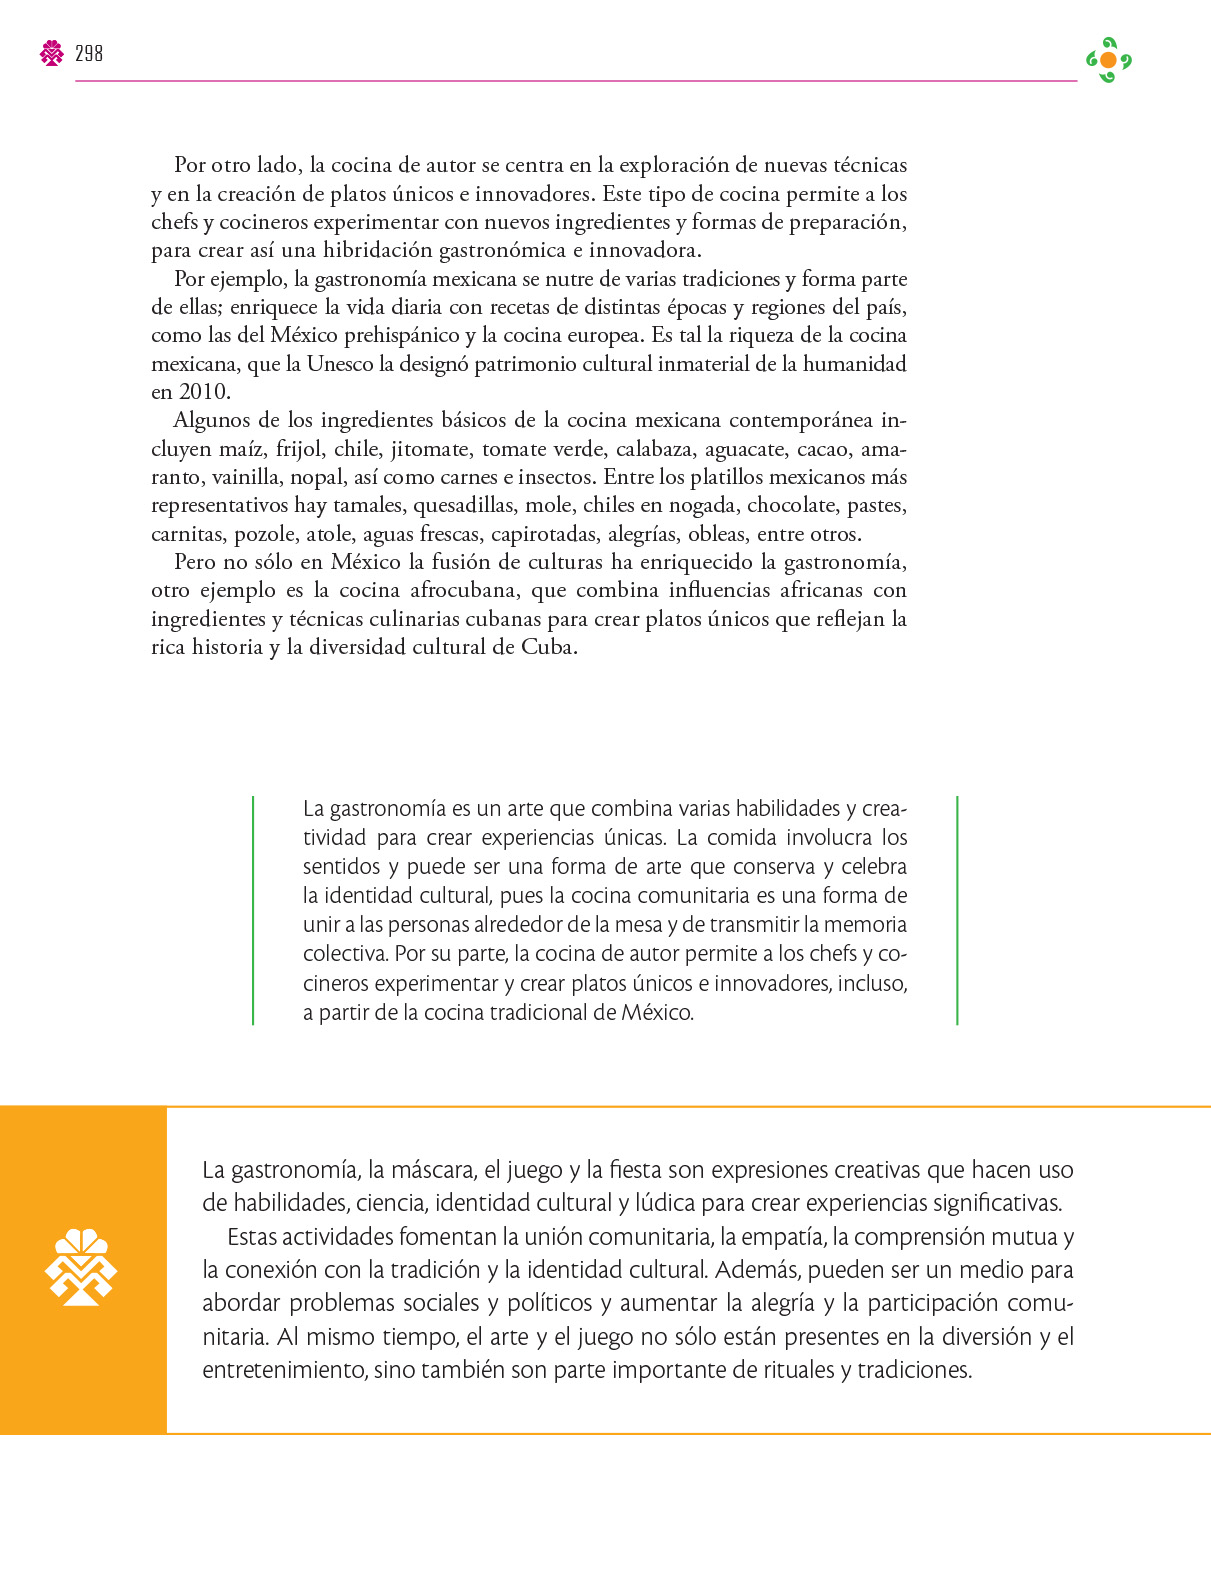 298
Por otro lado, la cocina de autor se centra en la exploración de nuevas técnicas
y en la creación de platos únicos e innovadores. Este tipo de cocina permite a los
chefs y cocineros experimentar con nuevos ingredientes y formas de preparación,
para crear así una hibridación gastronómica e innovadora.
Por ejemplo, la gastronomía mexicana se nutre de varias tradiciones y forma parte
de ellas; enriquece la vida diaria con recetas de distintas épocas y regiones del país,
como las del México prehispánico y la cocina europea. Es tal la riqueza de la cocina
mexicana, que la Unesco la designó patrimonio cultural inmaterial de la humanidad
en 2010.
Algunos de los ingredientes básicos de la cocina mexicana contemporánea in-
cluyen maíz, frijol, chile, jitomate, tomate verde, calabaza, aguacate, cacao, ama-
ranto, vainilla, nopal, así como carnes e insectos. Entre los platillos mexicanos más
representativos hay tamales, quesadillas, mole, chiles en nogada, chocolate, pastes,
carnitas, pozole, atole, aguas frescas, capirotadas, alegrías, obleas, entre otros.
Pero no sólo en México la fusión de culturas ha enriquecido la gastronomía,
otro ejemplo es la cocina afrocubana, que combina influencias africanas con
ingredientes y técnicas culinarias cubanas para crear platos únicos que reflejan la
rica historia y la diversidad cultural de Cuba.
La gastronomía es un arte que combina varias habilidades y crea-
tividad para crear experiencias únicas. La comida involucra los
sentidos y puede ser una forma de arte que conserva y celebra
la identidad cultural, pues la cocina comunitaria es una forma de
unir a las personas alrededor de la mesa y de transmitir la memoria
colectiva. Por su parte, la cocina de autor permite a los chefs y co-
cineros experimentar y crear platos únicos e innovadores, incluso,
a partir de la cocina tradicional de México.
La gastronomía, la máscara, el juego y la fiesta son expresiones creativas que hacen uso
de habilidades, ciencia, identidad cultural y lúdica para crear experiencias significativas.
Estas actividades fomentan la unión comunitaria, la empatía, la comprensión mutua y
la conexión con la tradición y la identidad cultural. Además, pueden ser un medio para
abordar problemas sociales y políticos y aumentar la alegría y la participación comu-
nitaria. Al mismo tiempo, el arte y el juego no sólo están presentes en la diversión y el
entretenimiento, sino también son parte importante de rituales y tradiciones.